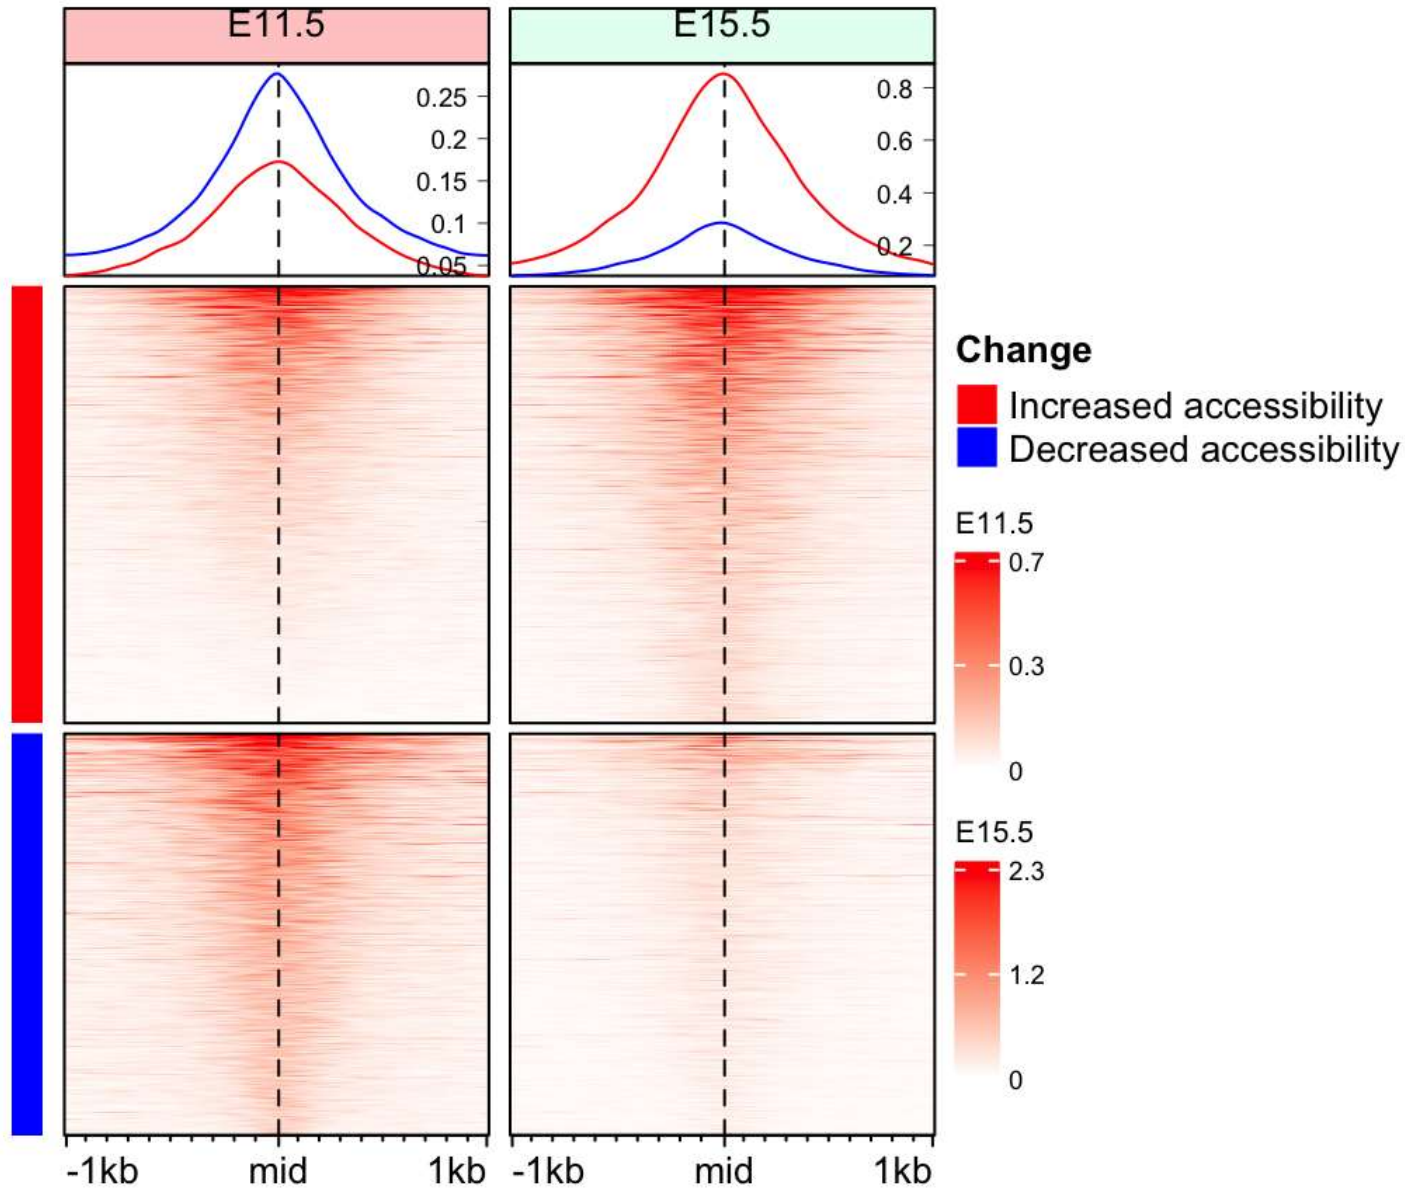 E11.5
E15.5
0.25
0.2
0.15
0.1
0.05
0.8
0.6
0.4
0.2
Change
Increased accessibility
Decreased accessibility
E11.5
0.7
0.3
0
E15.5
2.3
1.2
0
-1kb mid 1kb
-1kb mid 1kb